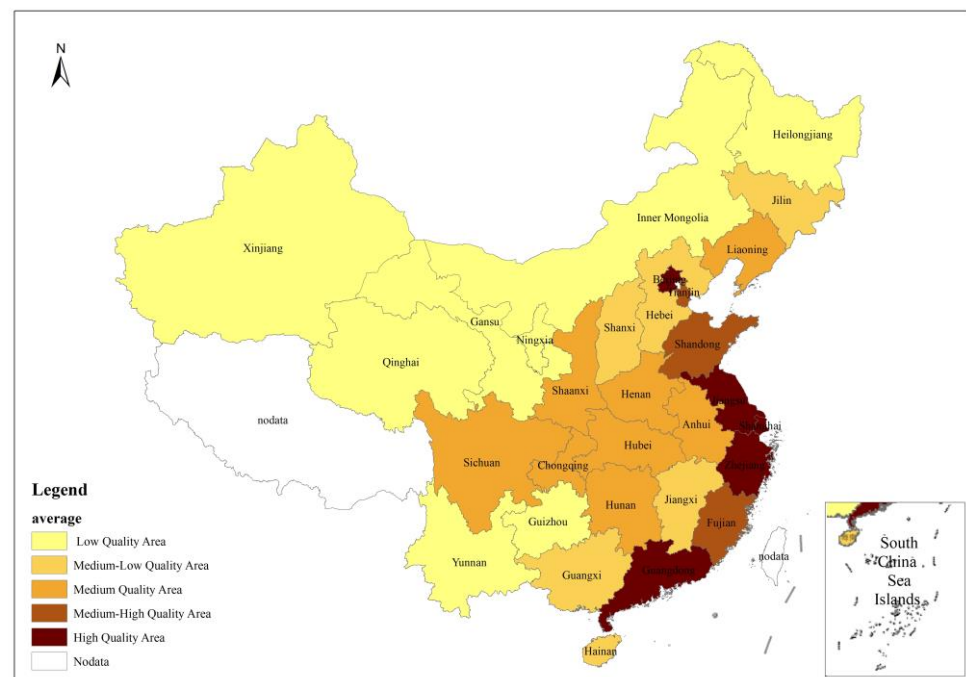 N
Heilongjiang
Jilin
Inner Mongolia
Liaoning
Xinjiang
Tianjin
Hebei
Shanxi
Gansu
Ningxia
Shandong
Qinghai
Shaanxi
Henan
nodata
Anhui
Shanghai
Hubei
Sichuan
Chongqing
Zhejiang
Jiangxi
Hunan
Fujian
Guizhou
Yunnan
Guangxi
Guangdong
nodata
Hainan
Legend
average
Low Quality Area
Medium-Low Quality Area
Medium Quality Area
Medium-High Quality Area
High Quality Area
Nodata
South
China
Sea
Islands